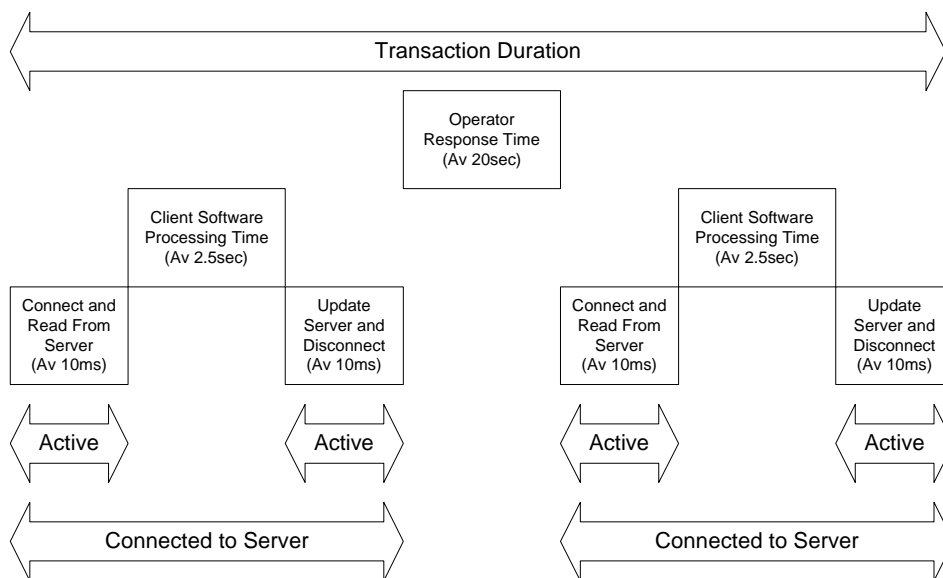 Transaction Duration
Operator
Response Time
(Av 20sec)
Client Software
Processing Time
(Av 2.5sec)
Client Software
Processing Time
(Av 2.5sec)
Connect and
Read From
Server
(Av 10ms)
Update
Server and
Disconnect
(Av 10ms)
Connect and
Read From
Server
(Av 10ms)
Update
Server and
Disconnect
(Av 10ms)
Active
Active
Active
Active
Connected to Server
Connected to Server